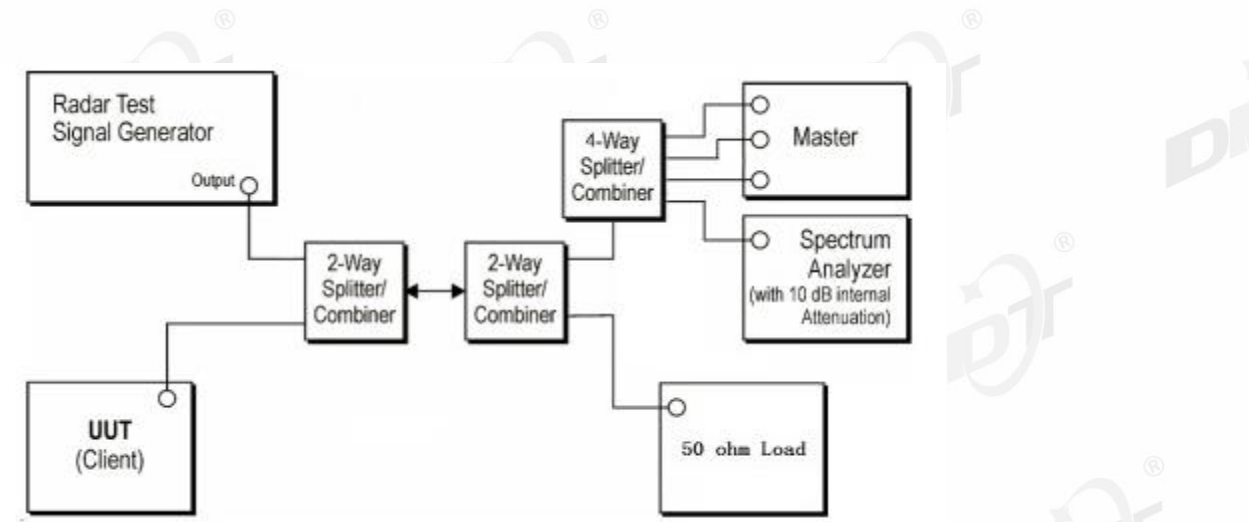 Radar Test
Signal Generator
Output
4-Way
Splitter/
Combiner
Master
2-Way
Splitter/
Combiner
2-Way
Splitter/
Combiner
Spectrum
Analyzer
(with 10 dB internal
Attenuation)
UUT
(Client)
50 ohm Load